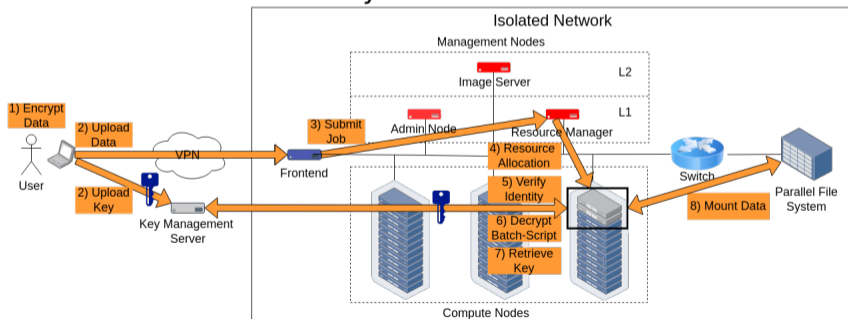 Isolated Network
Management Nodes
Image Server
L2
1) Encrypt
Data
2) Upload
Data
3) Submit
Job
Admin Node
L1
Resource Manager
User
VPN
Frontend
4) Resource
Allocation
Switch
Parallel File
System
2) Upload
Key
Key Management
Server
5) Verify
Identity
6) Decrypt
Batch-Script
7) Retrieve
Key
8) Mount Data
Compute Nodes